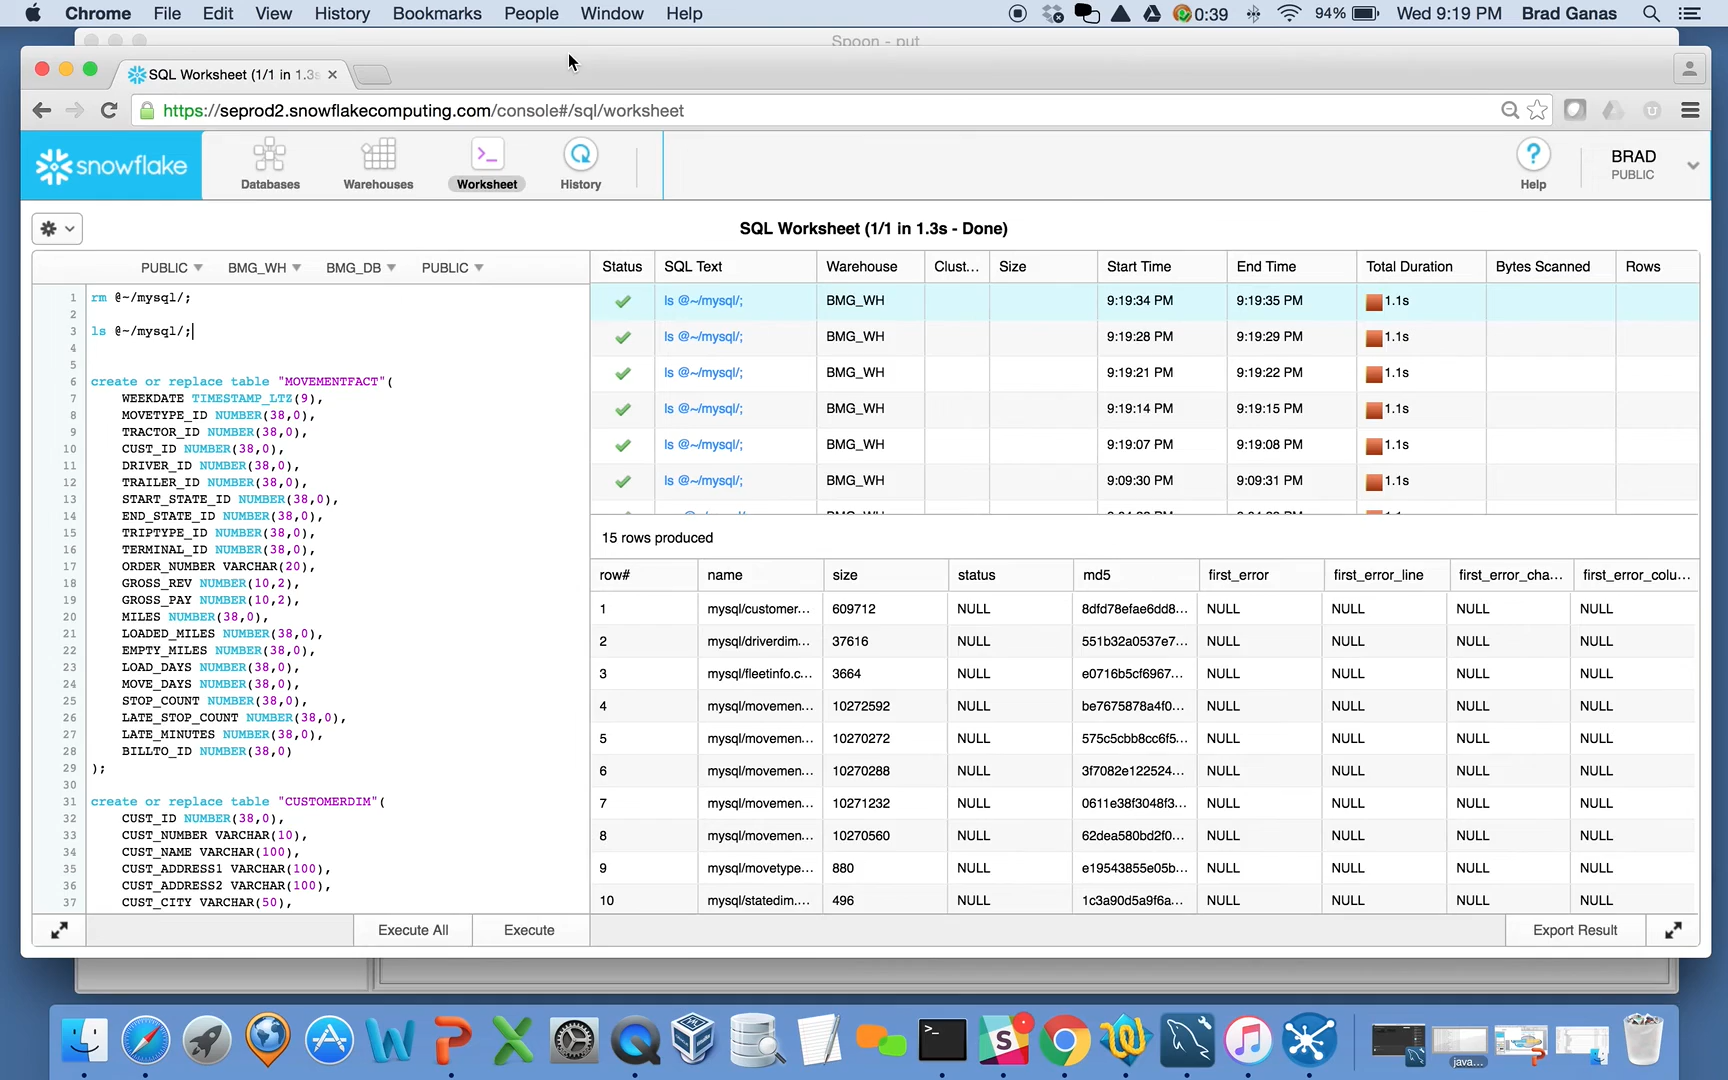 Chrome File Edit View History Bookmarks People Window Help 0:39 94% Wed 9:19 PM Brad Ganas
Spoon - put
SQL Worksheet (1/1 in 1.3s
https://seprod2.snowflakecomputing.com/console#/sql/worksheet
snowflake Databases Warehouses Worksheet History Help BRAD PUBLIC
SQL Worksheet (1/1 in 1.3s - Done)
PUBLIC BMG_WH BMG_DB PUBLIC
1 rm @~/mysql/;
2
3 ls @~/mysql/;
4
5
6 create or replace table "MOVEMENTFACT"(
7 WEEKDATE TIMESTAMP_LTZ(9),
8 MOVETYPE_ID NUMBER(38,0),
9 TRACTOR_ID NUMBER(38,0),
10 CUST_ID NUMBER(38,0),
11 DRIVER_ID NUMBER(38,0),
12 TRAILER_ID NUMBER(38,0),
13 START_STATE_ID NUMBER(38,0),
14 END_STATE_ID NUMBER(38,0),
15 TRIPTYPE_ID NUMBER(38,0),
16 TERMINAL_ID NUMBER(38,0),
17 ORDER_NUMBER VARCHAR(20),
18 GROSS_REV NUMBER(10,2),
19 GROSS_PAY NUMBER(10,2),
20 MILES NUMBER(38,0),
21 LOADED_MILES NUMBER(38,0),
22 EMPTY_MILES NUMBER(38,0),
23 LOAD_DAYS NUMBER(38,0),
24 MOVE_DAYS NUMBER(38,0),
25 STOP_COUNT NUMBER(38,0),
26 LATE_STOP_COUNT NUMBER(38,0),
27 LATE_MINUTES NUMBER(38,0),
28 BILLTO_ID NUMBER(38,0)
29 );
30
31 create or replace table "CUSTOMERDIM"(
32 CUST_ID NUMBER(38,0),
33 CUST_NUMBER VARCHAR(10),
34 CUST_NAME VARCHAR(100),
35 CUST_ADDRESS1 VARCHAR(100),
36 CUST_ADDRESS2 VARCHAR(100),
37 CUST_CITY VARCHAR(50),
Execute All Execute
Status SQL Text Warehouse Clust... Size Start Time End Time Total Duration Bytes Scanned Rows
ls @~/mysql/; BMG_WH 9:19:34 PM 9:19:35 PM 1.1s
ls @~/mysql/; BMG_WH 9:19:28 PM 9:19:29 PM 1.1s
ls @~/mysql/; BMG_WH 9:19:21 PM 9:19:22 PM 1.1s
ls @~/mysql/; BMG_WH 9:19:14 PM 9:19:15 PM 1.1s
ls @~/mysql/; BMG_WH 9:19:07 PM 9:19:08 PM 1.1s
ls @~/mysql/; BMG_WH 9:09:30 PM 9:09:31 PM 1.1s
15 rows produced
row# name size status md5 first_error first_error_line first_error_cha... first_error_colu...
1 mysql/customer... 609712 NULL 8dfd78efae6dd8... NULL NULL NULL NULL
2 mysql/driverdim... 37616 NULL 551b32a0537e7... NULL NULL NULL NULL
3 mysql/fleetinfo.c... 3664 NULL e0716b5cf6967... NULL NULL NULL NULL
4 mysql/movemen... 10272592 NULL be7675878a4f0... NULL NULL NULL NULL
5 mysql/movemen... 10270272 NULL 575c5cbb8cc6f5... NULL NULL NULL NULL
6 mysql/movemen... 10270288 NULL 3f7082e122524... NULL NULL NULL NULL
7 mysql/movemen... 10271232 NULL 0611e38f3048f3... NULL NULL NULL NULL
8 mysql/movemen... 10270560 NULL 62dea580bd2f0... NULL NULL NULL NULL
9 mysql/movetype... 880 NULL e19543855e05b... NULL NULL NULL NULL
10 mysql/statedim.... 496 NULL 1c3a90d5a9f6a... NULL NULL NULL NULL
Export Result
java...